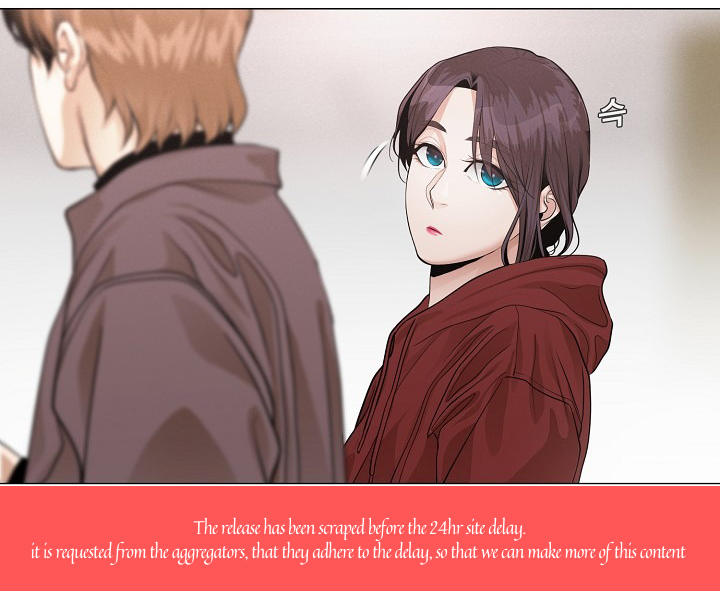 슥
The release has been scraped before the 24hr site delay.
it is requested from the aggregators, that they adhere to the delay, so that we can make more of this content